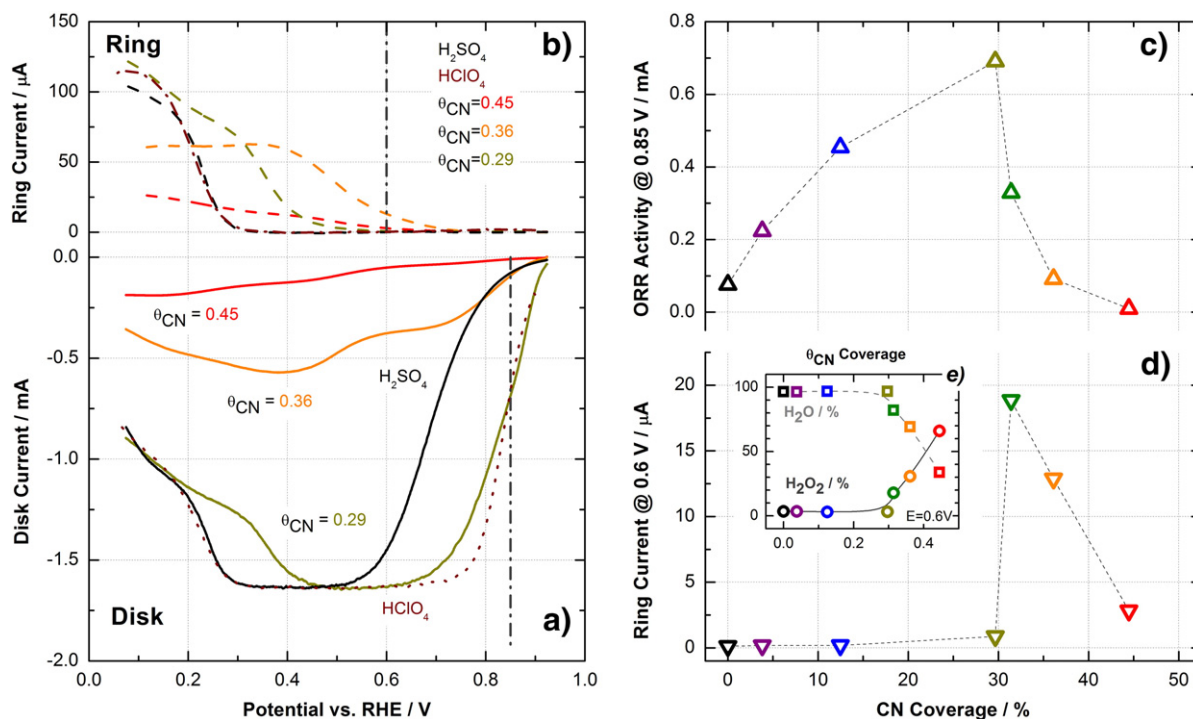 Ring
b)
H₂SO₄
HClO₄
θCN=0.45
θCN=0.36
θCN=0.29
150
100
50
0
Ring Current / μA
0.0
-0.5
-1.0
-1.5
-2.0
Disk Current / mA
θCN = 0.45
θCN = 0.36
H₂SO₄
θCN = 0.29
HClO₄
Disk
a)
0.0 0.2 0.4 0.6 0.8 1.0
Potential vs. RHE / V
c)
0.8
0.6
0.4
0.2
0.0
ORR Activity @ 0.85 V / mA
d)
20
15
10
5
0
Ring Current @ 0.6 V / μA
θCN Coverage
e)
100
50
0
H₂O / %
H₂O₂ / %
E=0.6V
0.0 0.2 0.4
0 10 20 30 40 50
CN Coverage / %